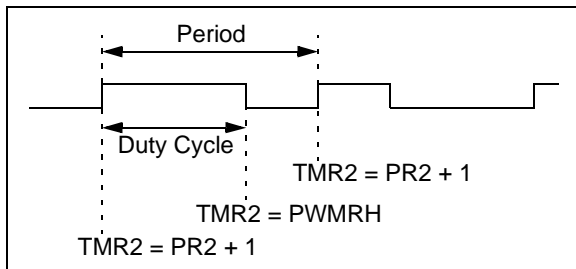 Period
Duty Cycle
TMR2 = PR2 + 1
TMR2 = PWMRH
TMR2 = PR2 + 1